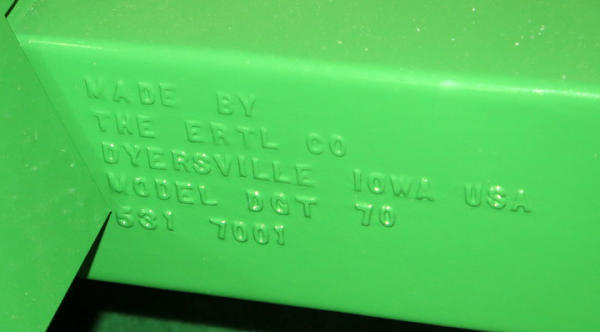 MADE BY
THE ERTL CO
DYERSVILLE IOWA USA
MODEL DGT 70
531 7001